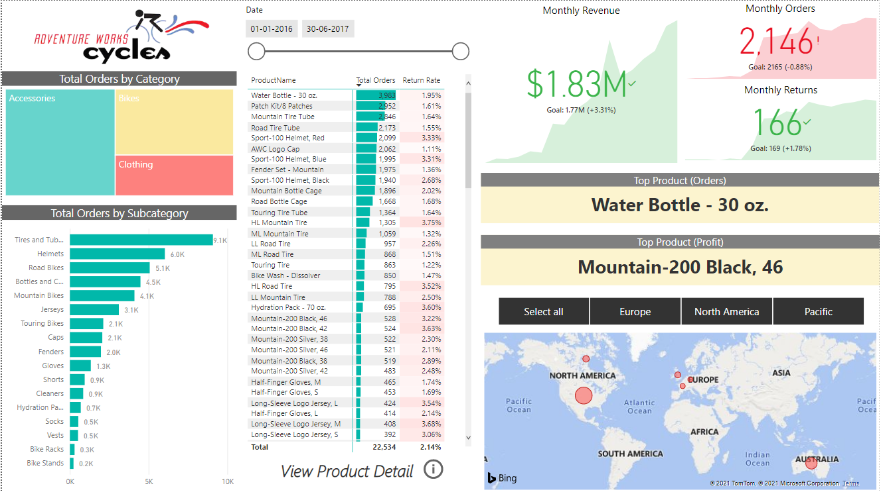 ADVENTURE WORKS
cycles
Total Orders by Category
Accessories
Bikes
Clothing
Total Orders by Subcategory
Tires and Tub... 9.1K
Helmets 6.0K
Road Bikes 5.1K
Bottles and C... 4.5K
Mountain Bikes 4.1K
Jerseys 3.1K
Touring Bikes 2.1K
Caps 2.1K
Fenders 2.0K
Gloves 1.3K
Shorts 0.9K
Cleaners 0.9K
Hydration Pa... 0.7K
Socks 0.5K
Vests 0.5K
Bike Racks 0.3K
Bike Stands 0.2K
0K 5K 10K
Date
01-01-2016 30-06-2017
ProductName Total Orders Return Rate
Water Bottle - 30 oz. 3,983 1.95%
Patch Kit/8 Patches 2,952 1.61%
Mountain Tire Tube 2,846 1.64%
Road Tire Tube 2,173 1.55%
Sport-100 Helmet, Red 2,099 3.33%
AWC Logo Cap 2,062 1.11%
Sport-100 Helmet, Blue 1,995 3.31%
Fender Set - Mountain 1,975 1.36%
Sport-100 Helmet, Black 1,940 2.68%
Mountain Bottle Cage 1,896 2.02%
Road Bottle Cage 1,668 1.68%
Touring Tire Tube 1,364 1.64%
HL Mountain Tire 1,305 3.75%
ML Mountain Tire 1,059 1.32%
LL Road Tire 957 2.26%
ML Road Tire 868 1.51%
Touring Tire 863 1.22%
Bike Wash - Dissolver 850 1.47%
HL Road Tire 795 3.52%
LL Mountain Tire 788 2.50%
Hydration Pack - 70 oz. 695 3.60%
Mountain-200 Black, 46 528 3.22%
Mountain-200 Black, 42 524 3.63%
Mountain-200 Silver, 38 522 2.30%
Mountain-200 Silver, 46 521 2.11%
Mountain-200 Black, 38 519 2.89%
Mountain-200 Silver, 42 483 2.48%
Half-Finger Gloves, M 465 1.74%
Half-Finger Gloves, S 453 1.69%
Long-Sleeve Logo Jersey, L 424 3.54%
Half-Finger Gloves, L 414 2.14%
Long-Sleeve Logo Jersey, M 408 3.68%
Long-Sleeve Logo Jersey, S 392 3.06%
Total 22,534 2.14%
View Product Detail i
Monthly Revenue
$1.83M
Goal: 1.77M (+3.31%)
Monthly Orders
2,146!
Goal: 2165 (-0.88%)
Monthly Returns
166
Goal: 169 (+1.78%)
Top Product (Orders)
Water Bottle - 30 oz.
Top Product (Profit)
Mountain-200 Black, 46
Select all Europe North America Pacific
NORTH AMERICA
EUROPE
ASIA
Pacific
Ocean
Atlantic
Ocean
Pacific
Ocean
AFRICA
SOUTH AMERICA
Indian
Ocean
AUSTRALIA
Bing
© 2021 TomTom, © 2021 Microsoft Corporation Terms